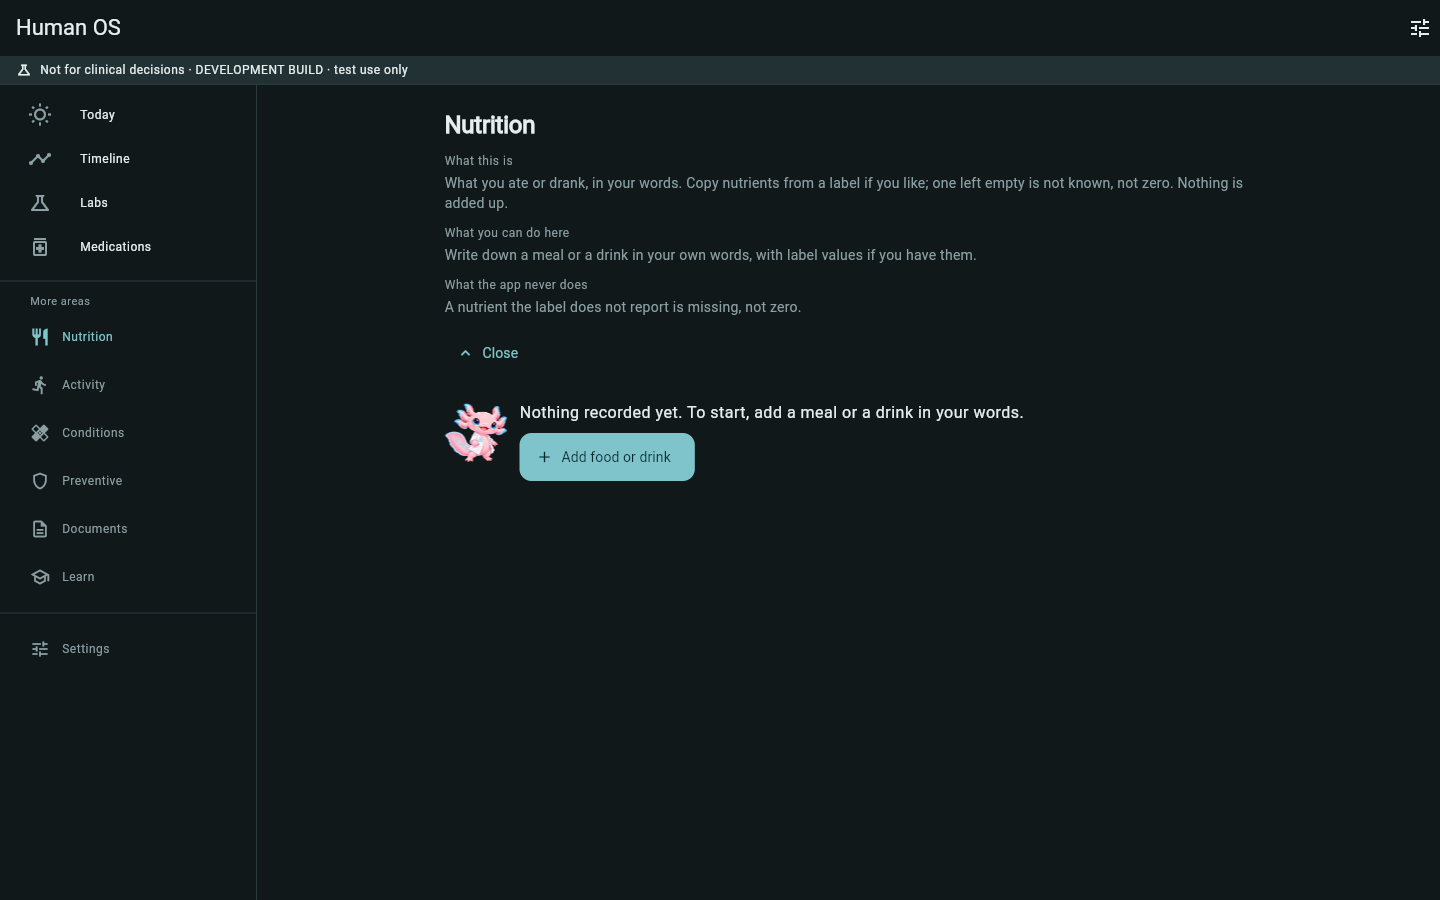 Human OS
Not for clinical decisions · DEVELOPMENT BUILD · test use only
Today
Timeline
Labs
Medications
More areas
Nutrition
Activity
Conditions
Preventive
Documents
Learn
Settings
Nutrition
What this is
What you ate or drank, in your words. Copy nutrients from a label if you like; one left empty is not known, not zero. Nothing is
added up.
What you can do here
Write down a meal or a drink in your own words, with label values if you have them.
What the app never does
A nutrient the label does not report is missing, not zero.
Close
Nothing recorded yet. To start, add a meal or a drink in your words.
Add food or drink